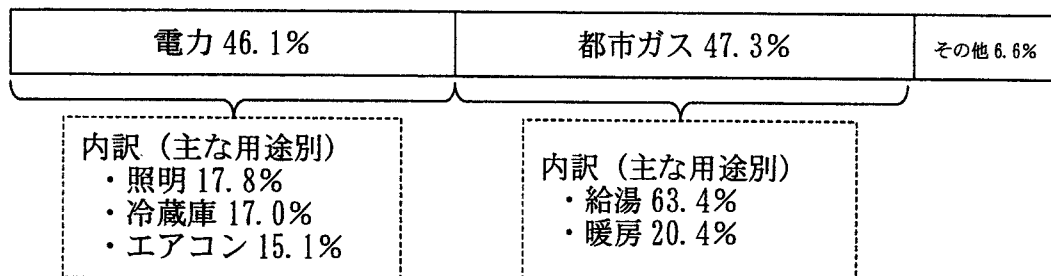 電力 46.1%
都市ガス 47.3%
その他 6.6%
内訳（主な用途別）
・照明 17.8%
・冷蔵庫 17.0%
・エアコン 15.1%
内訳（主な用途別）
・給湯 63.4%
・暖房 20.4%